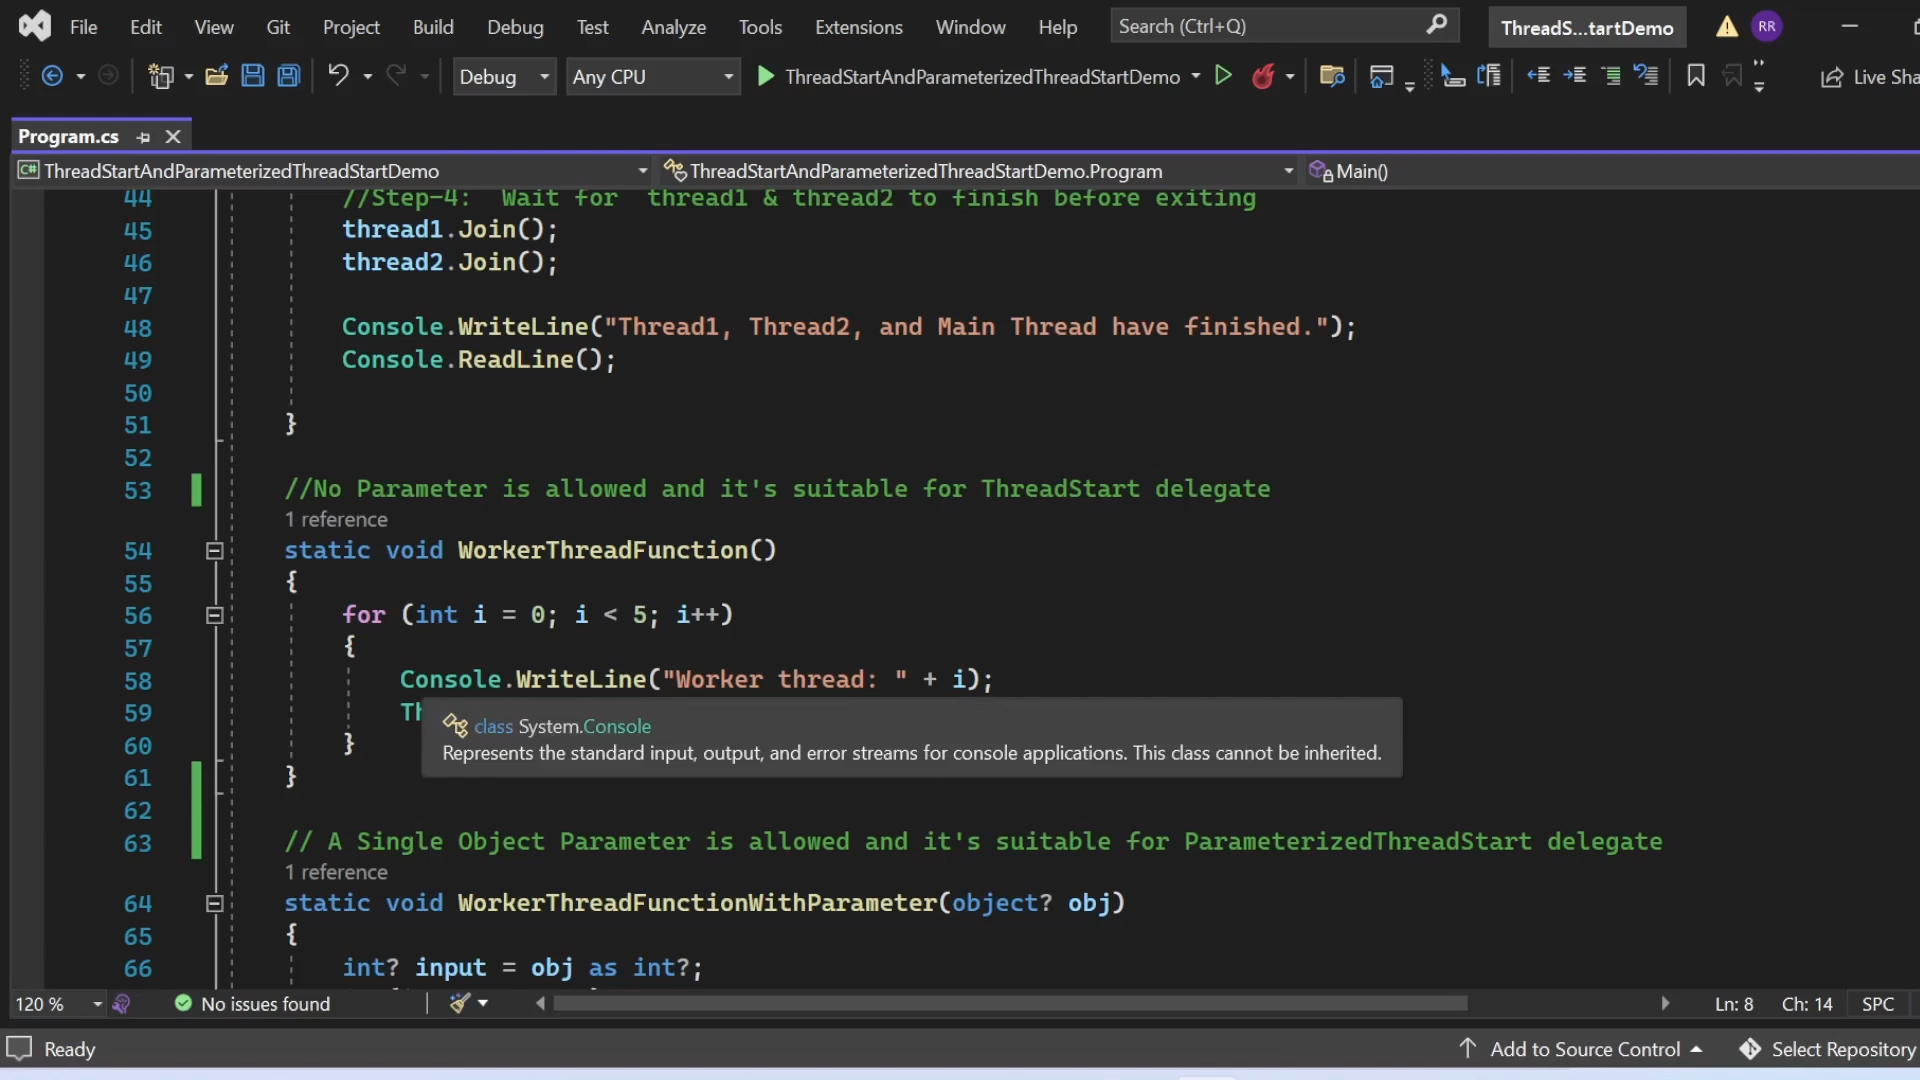 File Edit View Git Project Build Debug Test Analyze Tools Extensions Window Help Search (Ctrl+Q) ThreadS...tartDemo RR
Debug Any CPU ThreadStartAndParameterizedThreadStartDemo Live Sha
Program.cs
C# ThreadStartAndParameterizedThreadStartDemo ThreadStartAndParameterizedThreadStartDemo.Program Main()
44 //Step-4: Wait for thread1 & thread2 to finish before exiting
45 thread1.Join();
46 thread2.Join();
47
48 Console.WriteLine("Thread1, Thread2, and Main Thread have finished.");
49 Console.ReadLine();
50
51 }
52
53 //No Parameter is allowed and it's suitable for ThreadStart delegate
1 reference
54 static void WorkerThreadFunction()
55 {
56 for (int i = 0; i < 5; i++)
57 {
58 Console.WriteLine("Worker thread: " + i);
59 Th
class System.Console
Represents the standard input, output, and error streams for console applications. This class cannot be inherited.
60 }
61 }
62
63 // A Single Object Parameter is allowed and it's suitable for ParameterizedThreadStart delegate
1 reference
64 static void WorkerThreadFunctionWithParameter(object? obj)
65 {
66 int? input = obj as int?;
120 % No issues found Ln: 8 Ch: 14 SPC
Ready Add to Source Control Select Repository